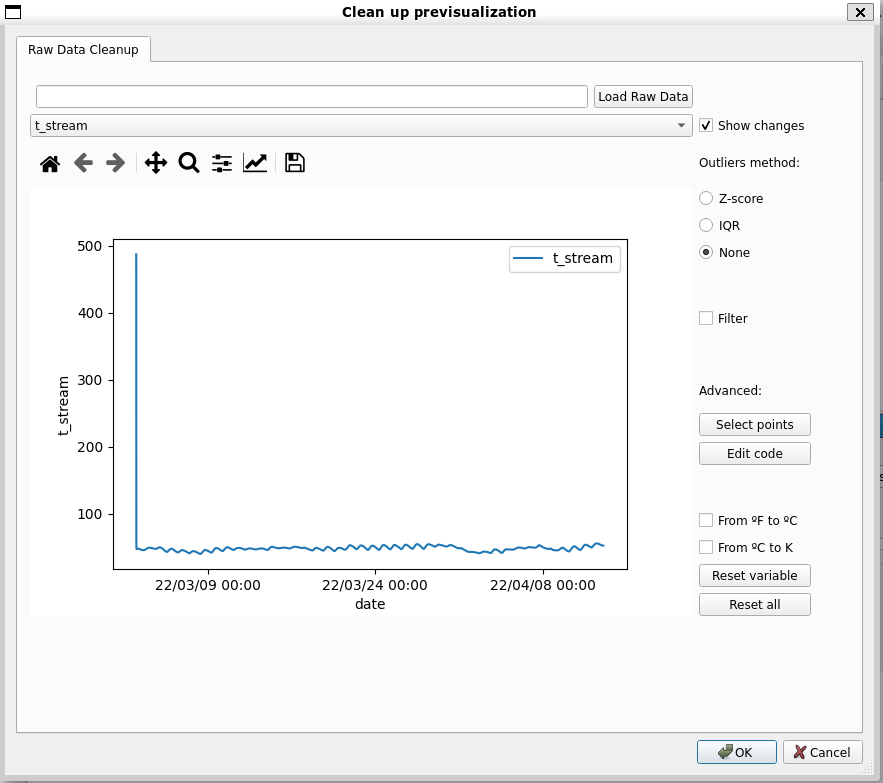 Clean up previsualization
Raw Data Cleanup
Load Raw Data
t_stream
Show changes
Outliers method:
Z-score
IQR
None
Filter
Advanced:
Select points
Edit code
From ºF to ºC
From ºC to K
Reset variable
Reset all
t_stream
500
400
300
200
100
t_stream
22/03/09 00:00 22/03/24 00:00 22/04/08 00:00
date
OK Cancel